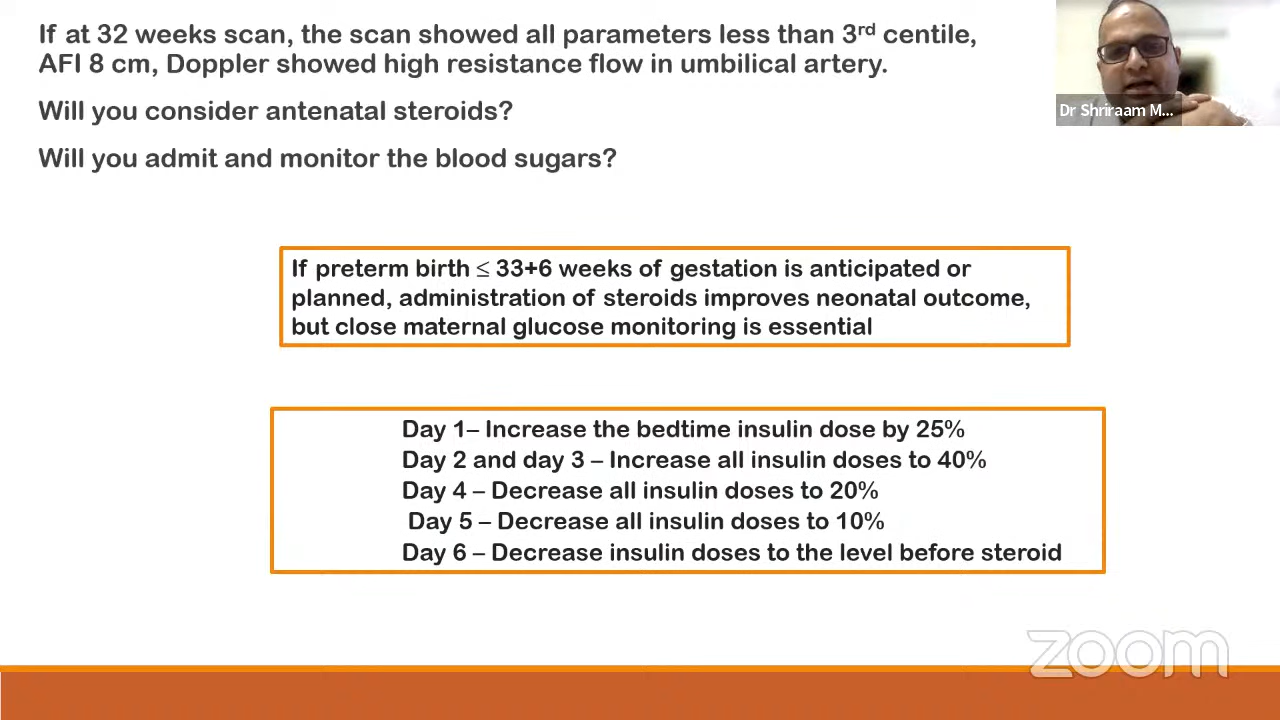 If at 32 weeks scan, the scan showed all parameters less than 3rd centile,
AFI 8 cm, Doppler showed high resistance flow in umbilical artery.
Will you consider antenatal steroids?
Will you admit and monitor the blood sugars?
Dr Shriraam M...
If preterm birth ≤ 33+6 weeks of gestation is anticipated or
planned, administration of steroids improves neonatal outcome,
but close maternal glucose monitoring is essential
Day 1– Increase the bedtime insulin dose by 25%
Day 2 and day 3 – Increase all insulin doses to 40%
Day 4 – Decrease all insulin doses to 20%
Day 5 – Decrease all insulin doses to 10%
Day 6 – Decrease insulin doses to the level before steroid
zoom